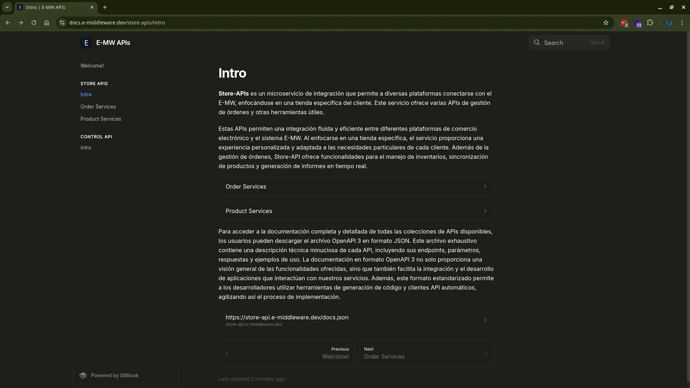 Intro | E-MW APIs
docs.e-middleware.dev/store-apis/intro
E E-MW APIs
Search Ctrl + K
Welcome!
STORE APIS
Intro
Order Services
Product Services
CONTROL API
Intro
Intro
Store-APIs es un microservicio de integración que permite a diversas plataformas conectarse con el
E-MW, enfocándose en una tienda específica del cliente. Este servicio ofrece varias APIs de gestión
de órdenes y otras herramientas útiles.
Estas APIs permiten una integración fluida y eficiente entre diferentes plataformas de comercio
electrónico y el sistema E-MW. Al enfocarse en una tienda específica, el servicio proporciona una
experiencia personalizada y adaptada a las necesidades particulares de cada cliente. Además de la
gestión de órdenes, Store-API ofrece funcionalidades para el manejo de inventarios, sincronización
de productos y generación de informes en tiempo real.
Order Services
Product Services
Para acceder a la documentación completa y detallada de todas las colecciones de APIs disponibles,
los usuarios pueden descargar el archivo OpenAPI 3 en formato JSON. Este archivo exhaustivo
contiene una descripción técnica minuciosa de cada API, incluyendo sus endpoints, parámetros,
respuestas y ejemplos de uso. La documentación en formato OpenAPI 3 no solo proporciona una
visión general de las funcionalidades ofrecidas, sino que también facilita la integración y el desarrollo
de aplicaciones que interactúan con nuestros servicios. Además, este formato estandarizado permite
a los desarrolladores utilizar herramientas de generación de código y clientes API automáticos,
agilizando así el proceso de implementación.
https://store-api.e-middleware.dev/docs.json
store-api.e-middleware.dev
Previous
Welcome!
Next
Order Services
Powered by GitBook
Last updated 5 minutes ago